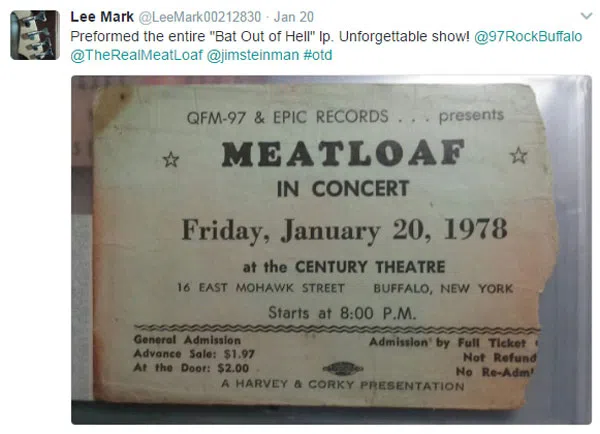 Lee Mark @LeeMark00212830 · Jan 20
Preformed the entire "Bat Out of Hell" lp. Unforgettable show! @97RockBuffalo
@TheRealMeatLoaf @jimsteinman #otd
QFM-97 & EPIC RECORDS . . . presents
☆ MEATLOAF ☆
IN CONCERT
Friday, January 20, 1978
at the CENTURY THEATRE
16 EAST MOHAWK STREET BUFFALO, NEW YORK
Starts at 8:00 P.M.
General Admission
Advance Sale: $1.97
At the Door: $2.00
Admission by Full Ticket
Not Refund
No Re-Adm
A HARVEY & CORKY PRESENTATION